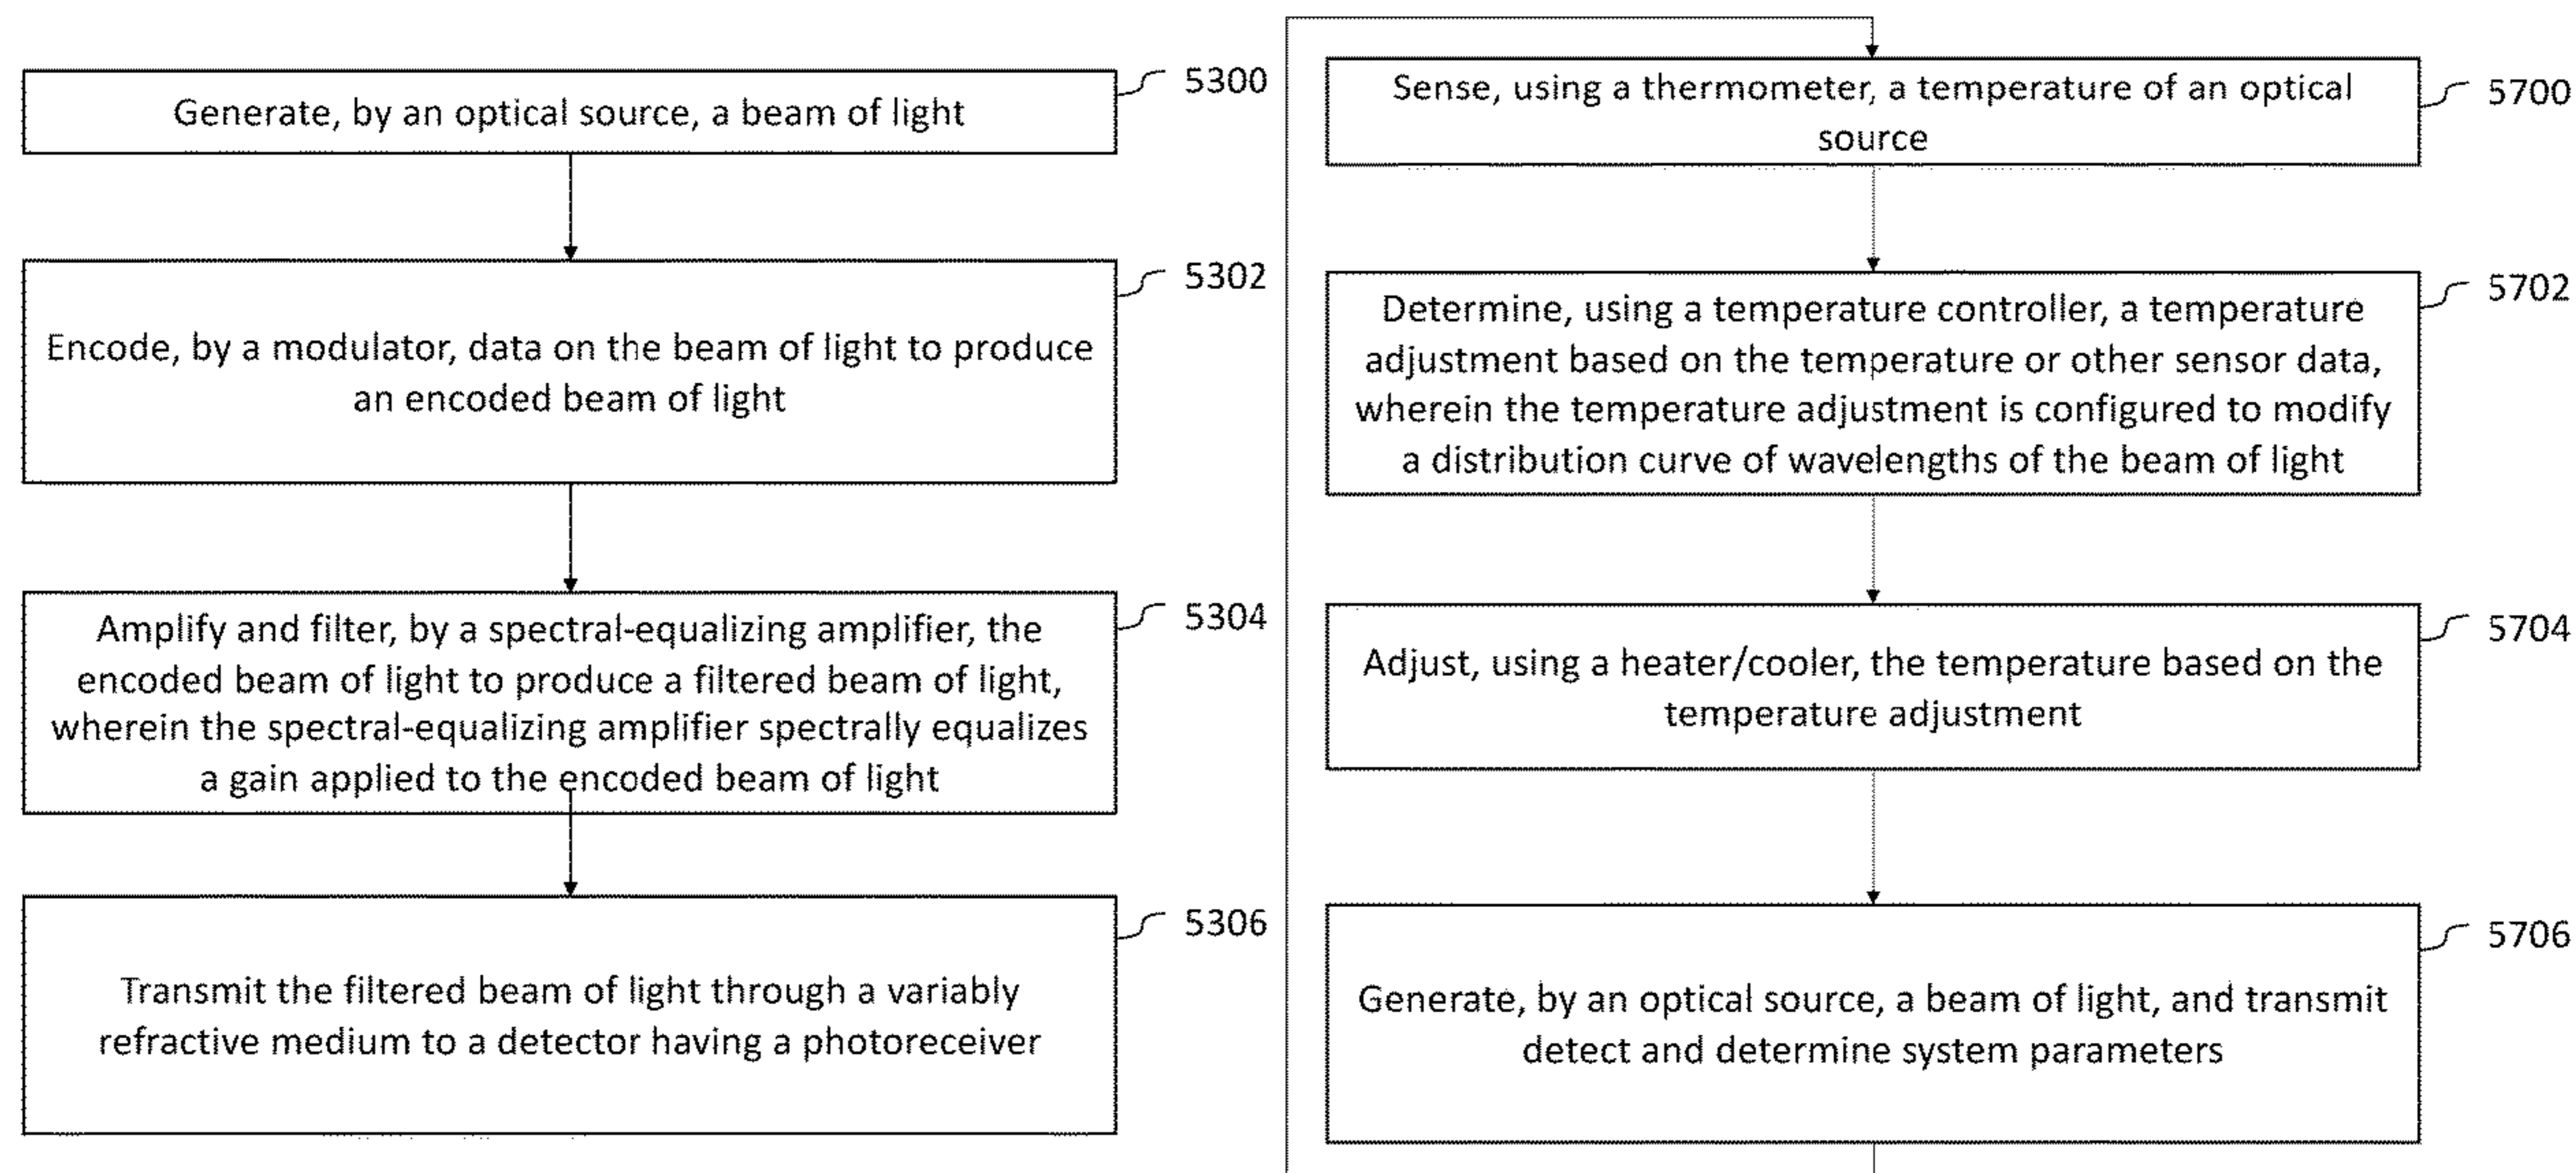 Generate, by an optical source, a beam of light
5300
Encode, by a modulator, data on the beam of light to produce
an encoded beam of light
5302
Amplify and filter, by a spectral-equalizing amplifier, the
encoded beam of light to produce a filtered beam of light,
wherein the spectral-equalizing amplifier spectrally equalizes
a gain applied to the encoded beam of light
5304
Transmit the filtered beam of light through a variably
refractive medium to a detector having a photoreceiver
5306
Sense, using a thermometer, a temperature of an optical
source
5700
Determine, using a temperature controller, a temperature
adjustment based on the temperature or other sensor data,
wherein the temperature adjustment is configured to modify
a distribution curve of wavelengths of the beam of light
5702
Adjust, using a heater/cooler, the temperature based on the
temperature adjustment
5704
Generate, by an optical source, a beam of light, and transmit
detect and determine system parameters
5706